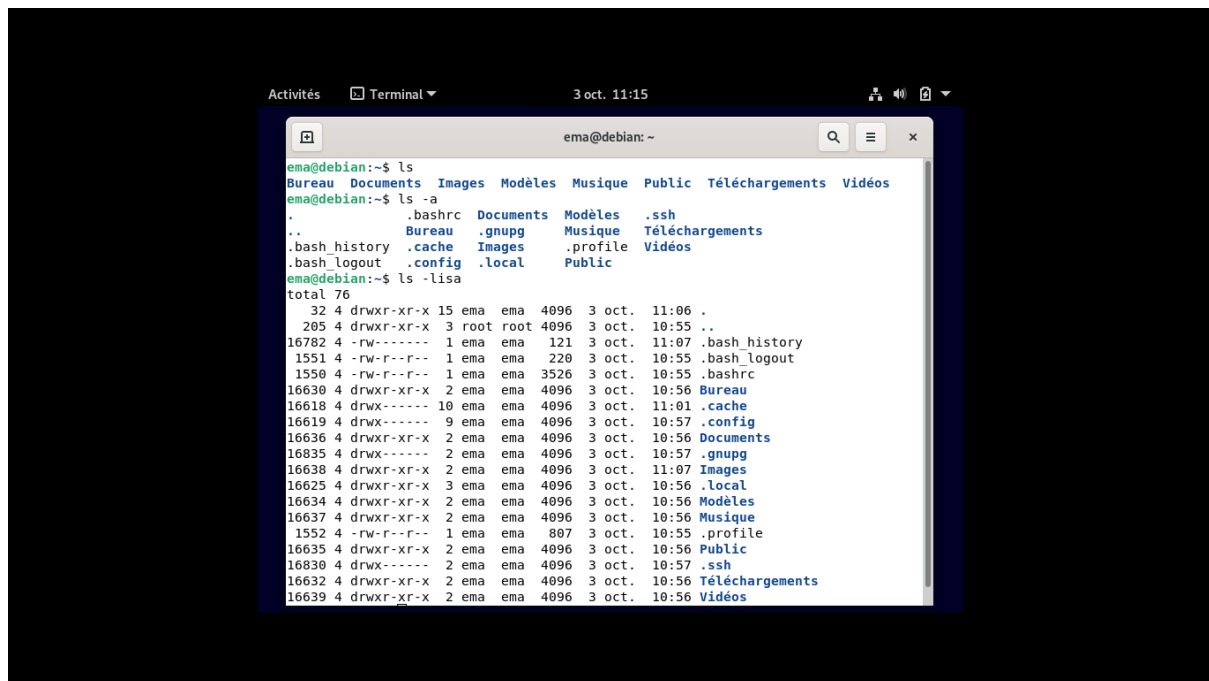 Activités Terminal 3 oct. 11:15
ema@debian: ~
ema@debian:~$ ls
Bureau Documents Images Modèles Musique Public Téléchargements Vidéos
ema@debian:~$ ls -a
. .bashrc Documents Modèles .ssh
.. Bureau .gnupg Musique Téléchargements
.bash_history .cache Images .profile Vidéos
.bash_logout .config .local Public
ema@debian:~$ ls -lisa
total 76
32 4 drwxr-xr-x 15 ema ema 4096 3 oct. 11:06 .
205 4 drwxr-xr-x 3 root root 4096 3 oct. 10:55 ..
16782 4 -rw------- 1 ema ema 121 3 oct. 11:07 .bash_history
1551 4 -rw-r--r-- 1 ema ema 220 3 oct. 10:55 .bash_logout
1550 4 -rw-r--r-- 1 ema ema 3526 3 oct. 10:55 .bashrc
16630 4 drwxr-xr-x 2 ema ema 4096 3 oct. 10:56 Bureau
16618 4 drwx------ 10 ema ema 4096 3 oct. 11:01 .cache
16619 4 drwx------ 9 ema ema 4096 3 oct. 10:57 .config
16636 4 drwxr-xr-x 2 ema ema 4096 3 oct. 10:56 Documents
16835 4 drwx------ 2 ema ema 4096 3 oct. 10:57 .gnupg
16638 4 drwxr-xr-x 2 ema ema 4096 3 oct. 11:07 Images
16625 4 drwxr-xr-x 3 ema ema 4096 3 oct. 10:56 .local
16634 4 drwxr-xr-x 2 ema ema 4096 3 oct. 10:56 Modèles
16637 4 drwxr-xr-x 2 ema ema 4096 3 oct. 10:56 Musique
1552 4 -rw-r--r-- 1 ema ema 807 3 oct. 10:55 .profile
16635 4 drwxr-xr-x 2 ema ema 4096 3 oct. 10:56 Public
16830 4 drwx------ 2 ema ema 4096 3 oct. 10:57 .ssh
16632 4 drwxr-xr-x 2 ema ema 4096 3 oct. 10:56 Téléchargements
16639 4 drwxr-xr-x 2 ema ema 4096 3 oct. 10:56 Vidéos